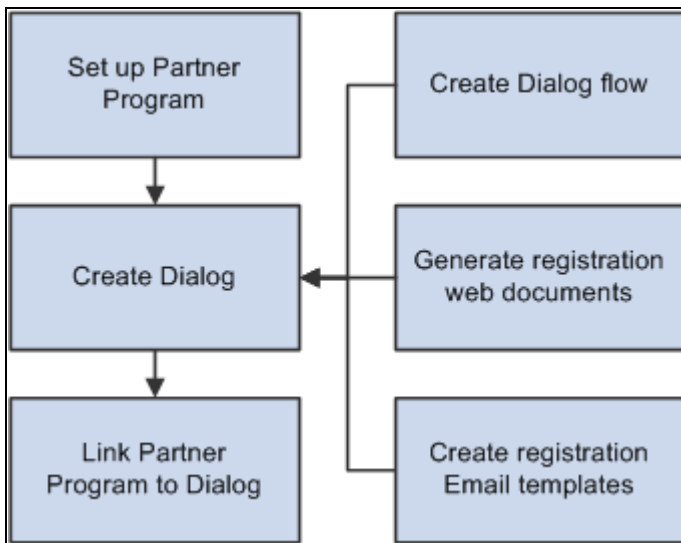 Set up Partner
Program
Create Dialog
Link Partner
Program to Dialog
Create Dialog flow
Generate registration
web documents
Create registration
Email templates